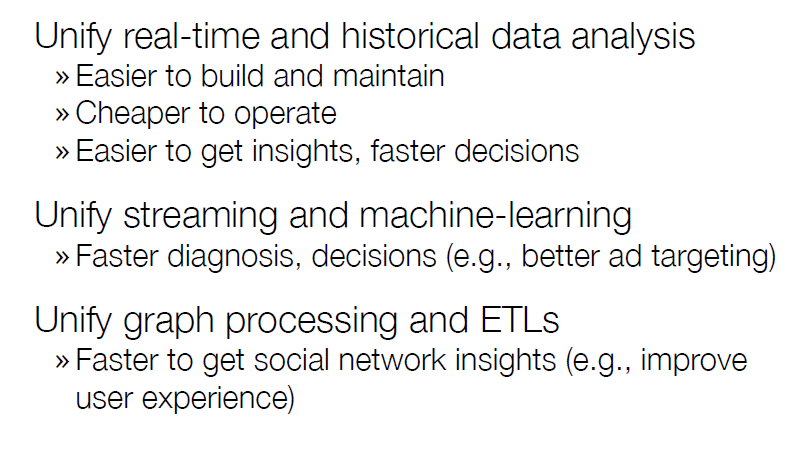 Unify real-time and historical data analysis
» Easier to build and maintain
» Cheaper to operate
» Easier to get insights, faster decisions
Unify streaming and machine-learning
» Faster diagnosis, decisions (e.g., better ad targeting)
Unify graph processing and ETLs
» Faster to get social network insights (e.g., improve
user experience)